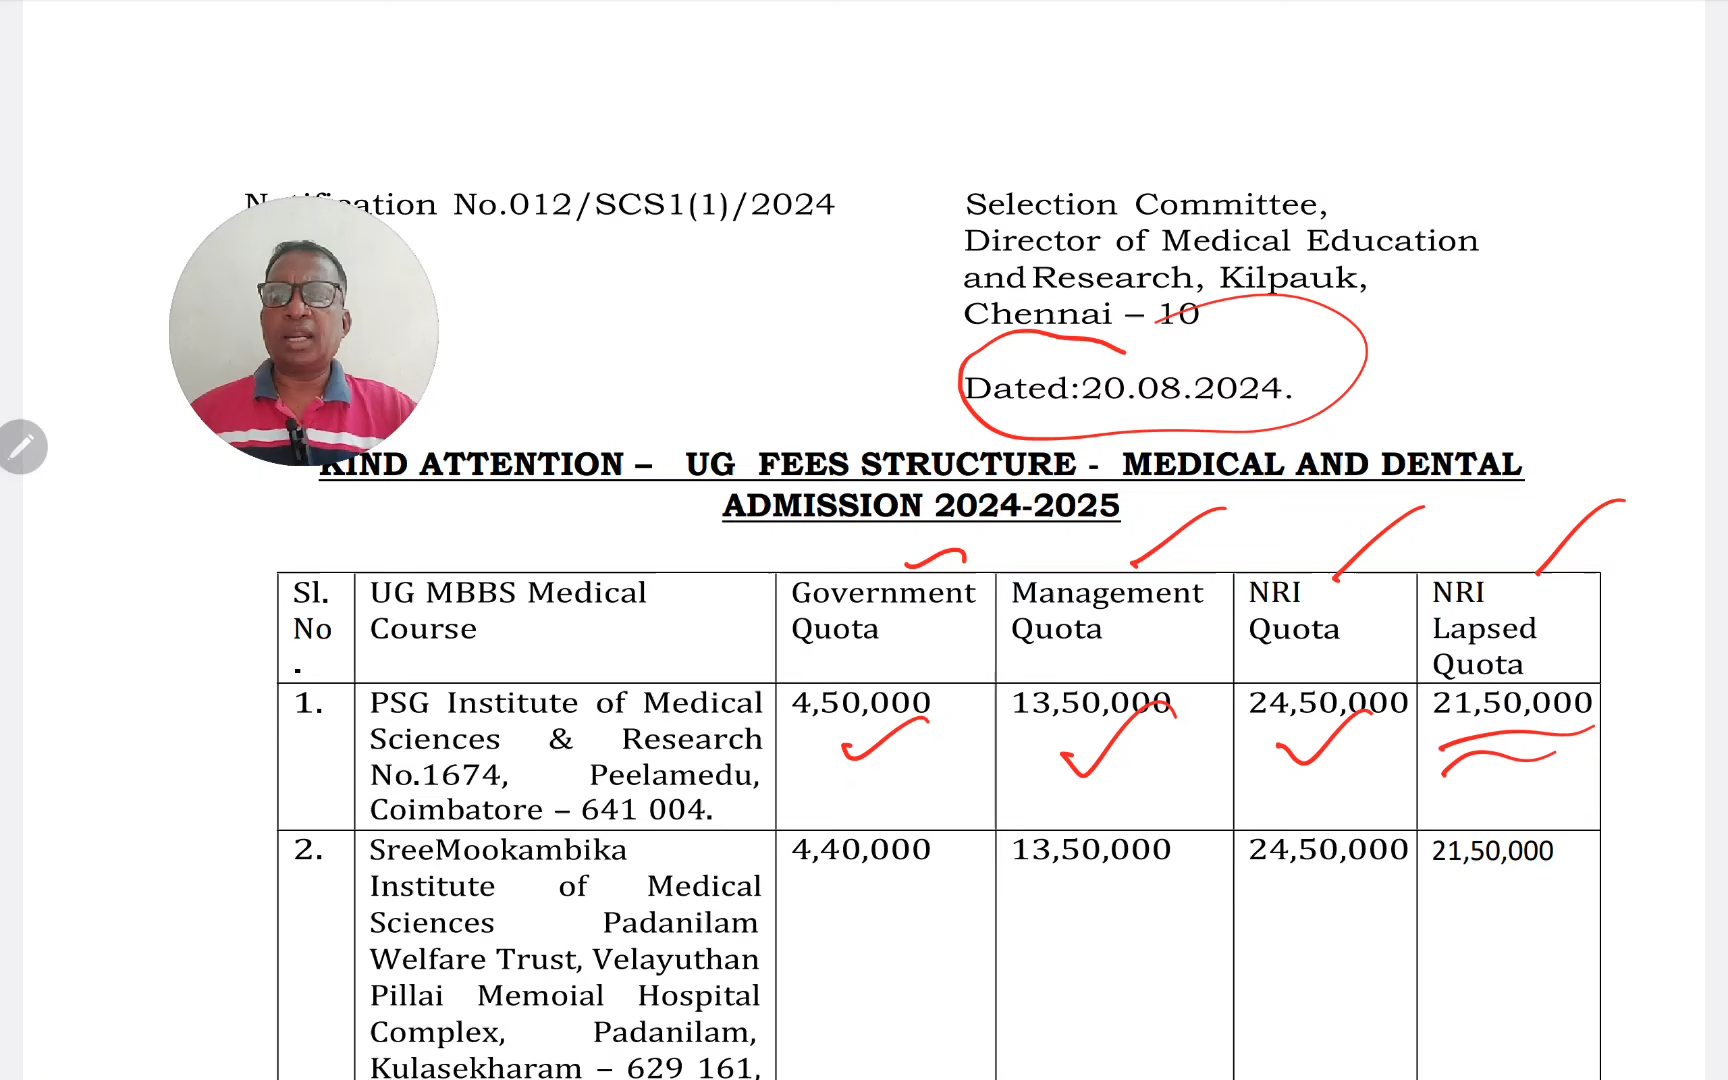 No.012/SCS1(1)/2024
Selection Committee,
Director of Medical Education
and Research, Kilpauk,
Chennai – 10
Dated:20.08.2024.
KIND ATTENTION – UG FEES STRUCTURE - MEDICAL AND DENTAL
ADMISSION 2024-2025
Sl.
No
.
UG MBBS Medical
Course
Government
Quota
Management
Quota
NRI
Quota
NRI
Lapsed
Quota
1.
PSG Institute of Medical
Sciences & Research
No.1674, Peelamedu,
Coimbatore – 641 004.
4,50,000
13,50,000
24,50,000
21,50,000
2.
SreeMookambika
Institute of Medical
Sciences Padanilam
Welfare Trust, Velayuthan
Pillai Memoial Hospital
Complex, Padanilam,
Kulasekharam – 629 161,
4,40,000
13,50,000
24,50,000
21,50,000